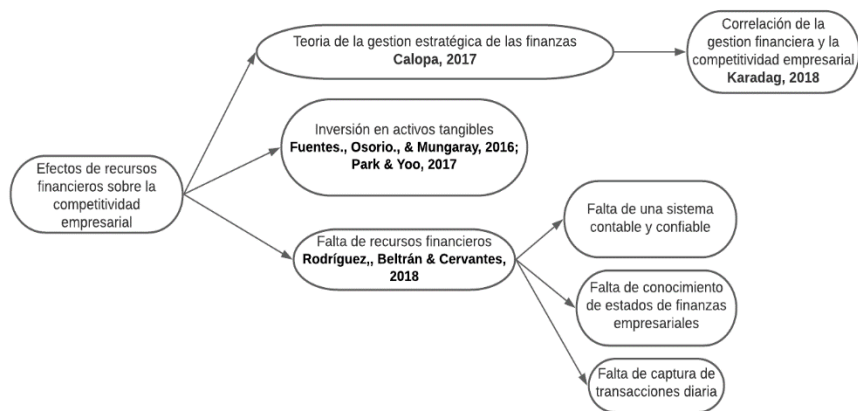 Teoria de la gestion estratégica de las finanzas
Calopa, 2017
Correlación de la
gestion financiera y la
competitividad empresarial
Karadag, 2018
Inversión en activos tangibles
Fuentes., Osorio., & Mungaray, 2016;
Park & Yoo, 2017
Efectos de recursos
financieros sobre la
competitividad
empresarial
Falta de recursos financieros
Rodríguez,, Beltrán & Cervantes,
2018
Falta de una sistema
contable y confiable
Falta de conocimiento
de estados de finanzas
empresariales
Falta de captura de
transacciones diaria